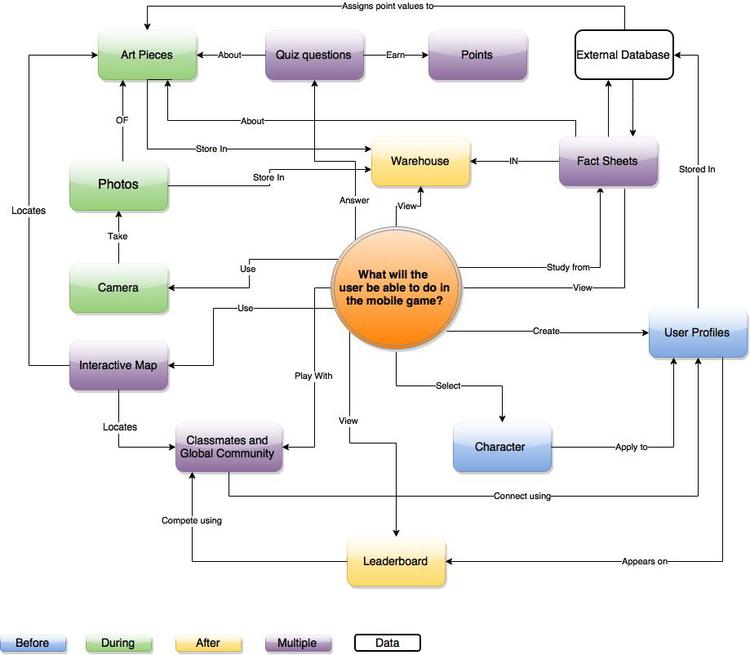 Assigns point values to
Art Pieces
About
Quiz questions
Earn
Points
External Database
OF
About
Store In
Warehouse
IN
Fact Sheets
Stored In
Photos
Store In
Answer
View
Locates
Take
Camera
Use
What will the
user be able to do in
the mobile game?
Study from
View
Use
Create
User Profiles
Interactive Map
Play With
Select
Locates
View
Classmates and
Global Community
Character
Apply to
Connect using
Compete using
Leaderboard
Appears on
Before
During
After
Multiple
Data